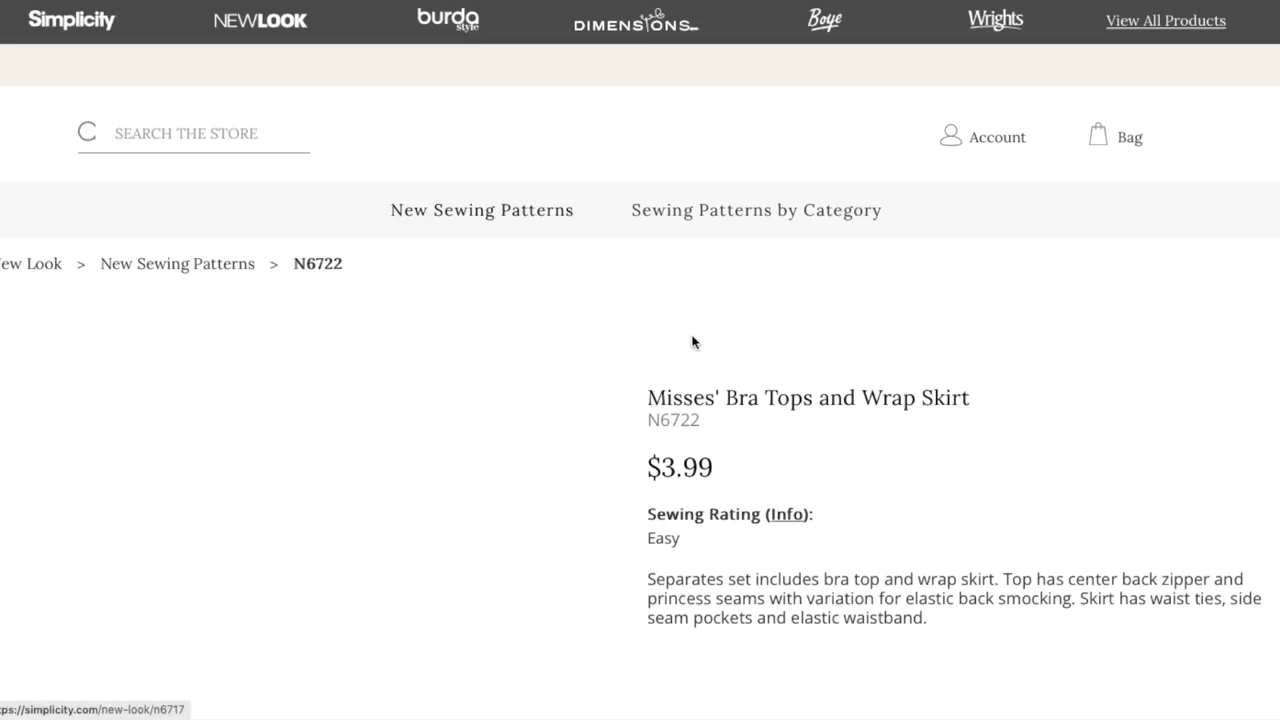 Simplicity NEWLOOK burda style DIMENSIONS Boye Wrights View All Products
SEARCH THE STORE
Account Bag
New Sewing Patterns Sewing Patterns by Category
ew Look > New Sewing Patterns > N6722
Misses' Bra Tops and Wrap Skirt
N6722
$3.99
Sewing Rating (Info):
Easy
Separates set includes bra top and wrap skirt. Top has center back zipper and
princess seams with variation for elastic back smocking. Skirt has waist ties, side
seam pockets and elastic waistband.
tps://simplicity.com/new-look/n6717